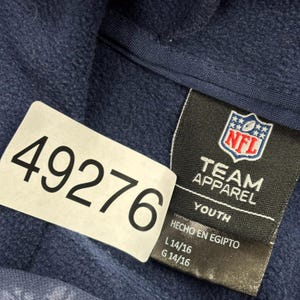 49276
NFL
TEAM
APPAREL
YOUTH
HECHO EN EGIPTO
L 14/16
G 14/16